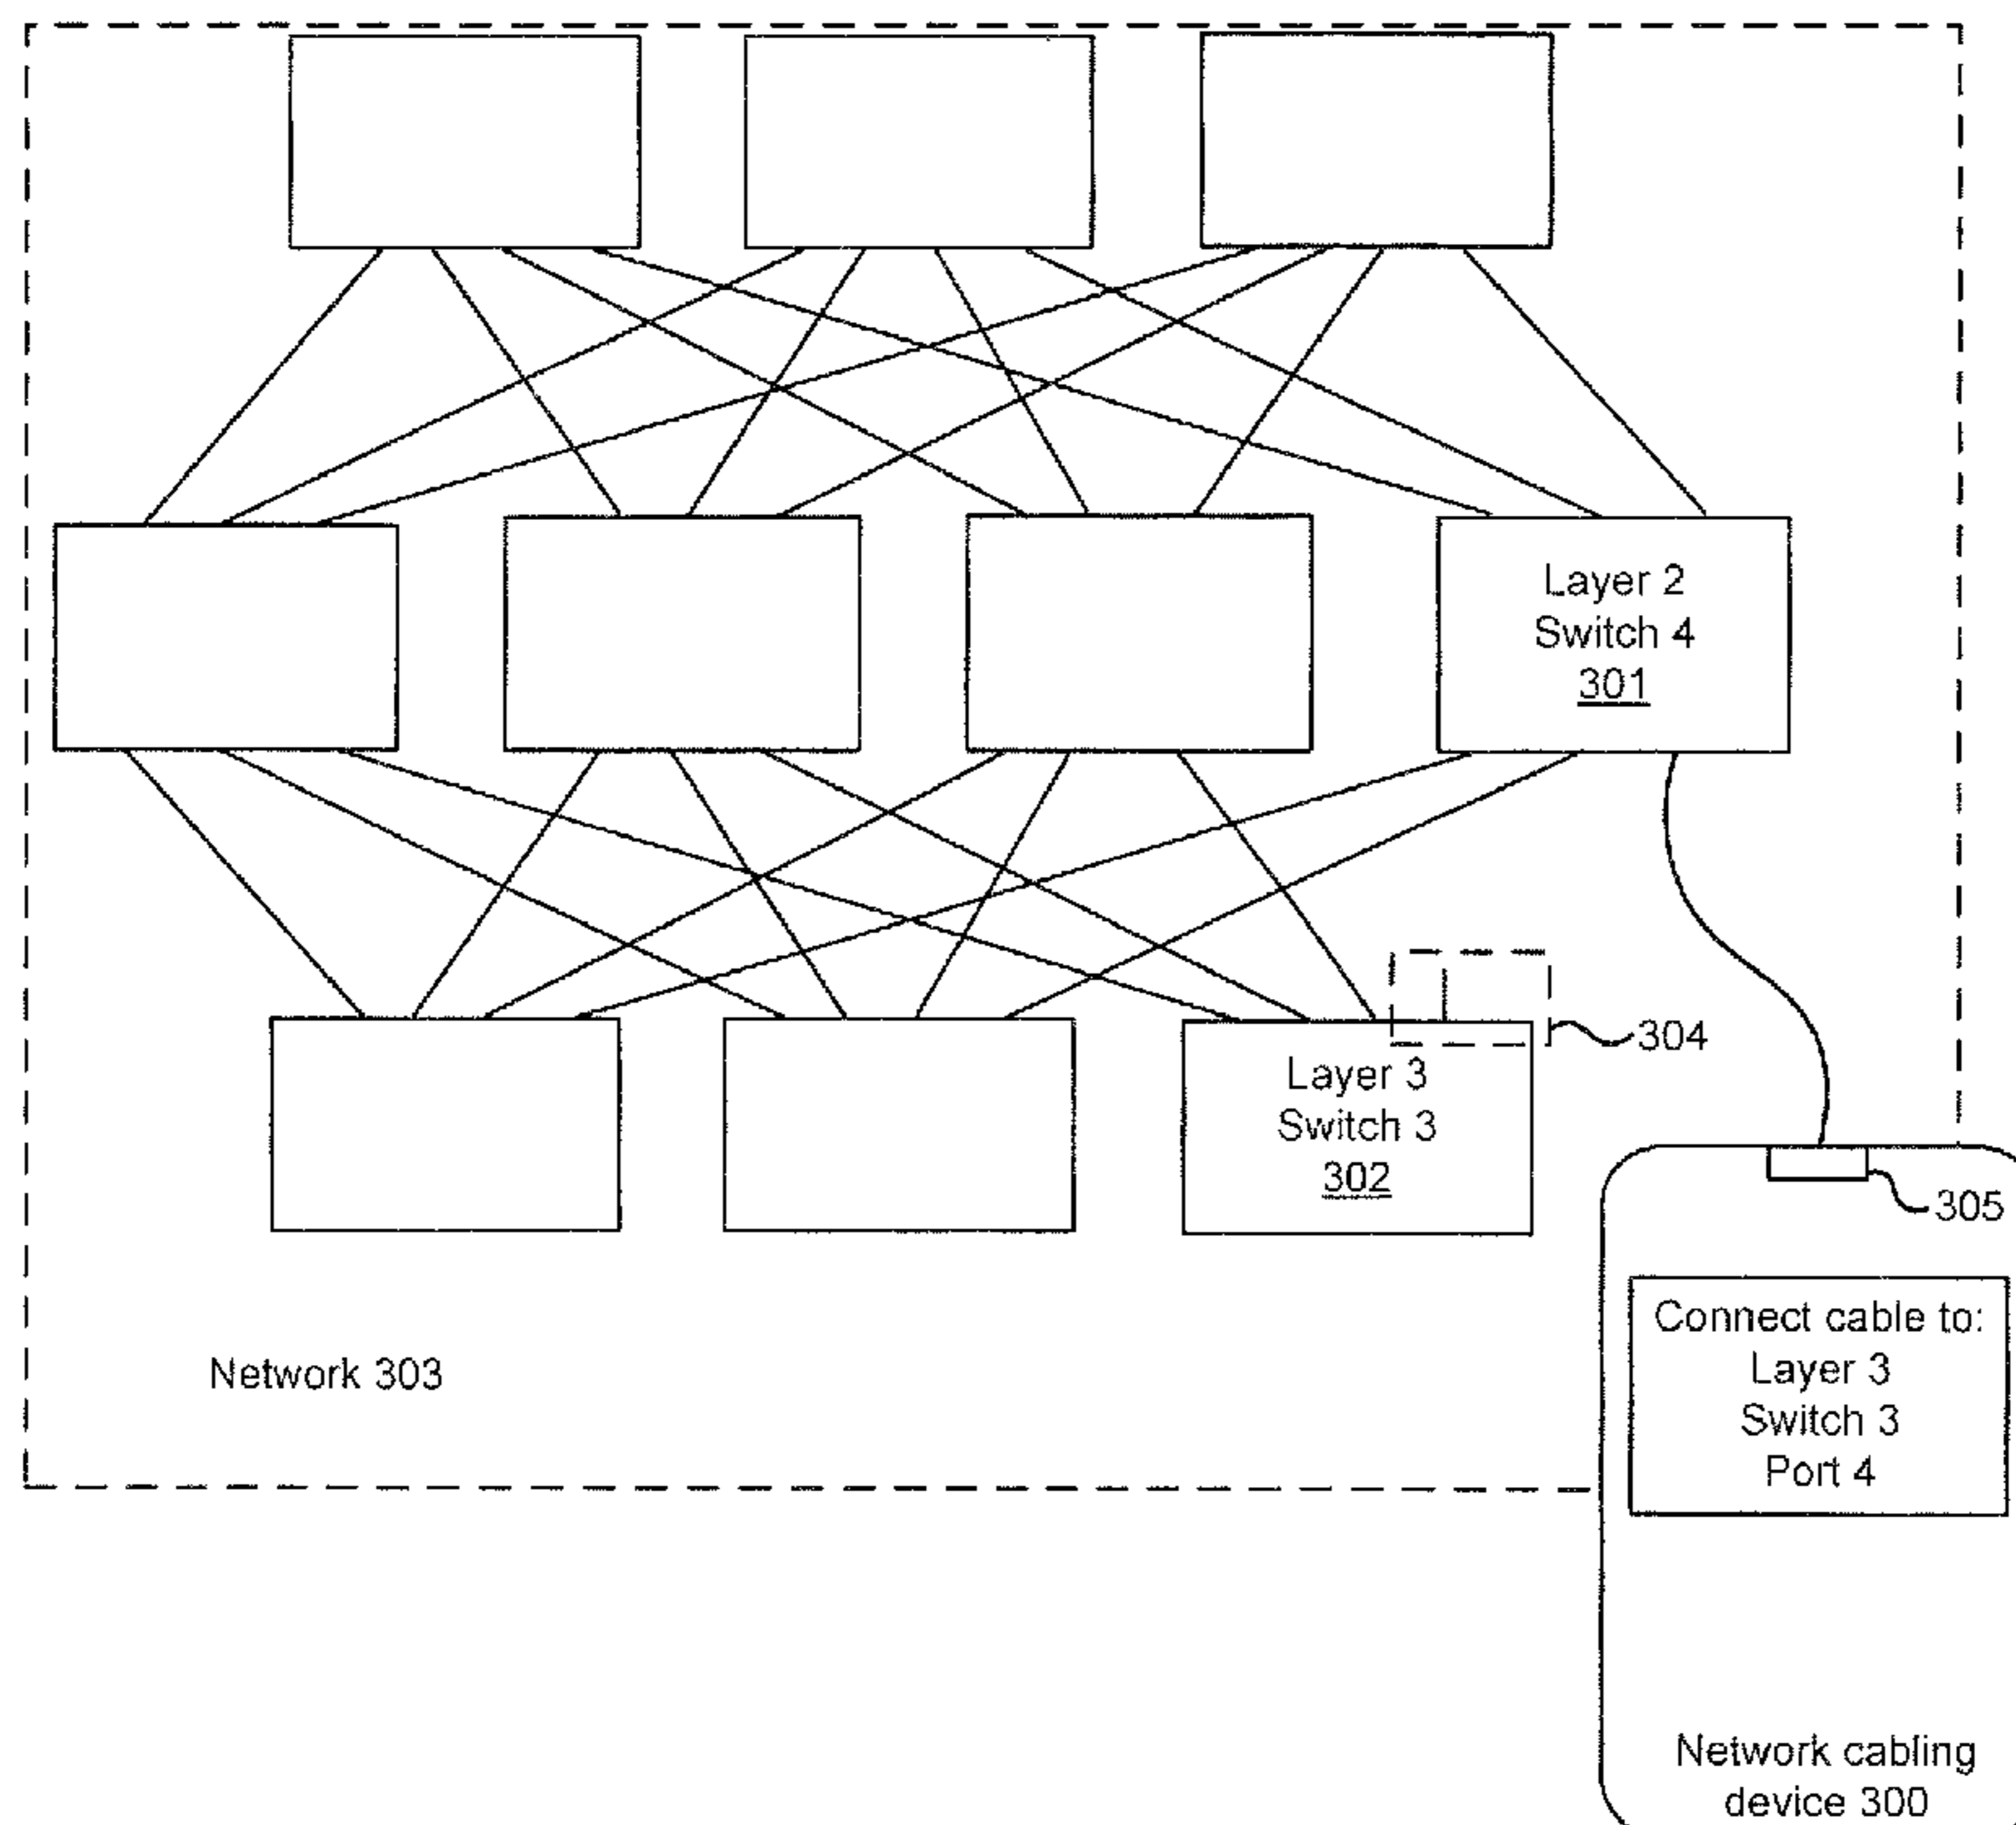 Layer 2
Switch 4
301
304
Layer 3
Switch 3
302
305
Connect cable to:
Layer 3
Switch 3
Port 4
Network 303
Network cabling
device 300